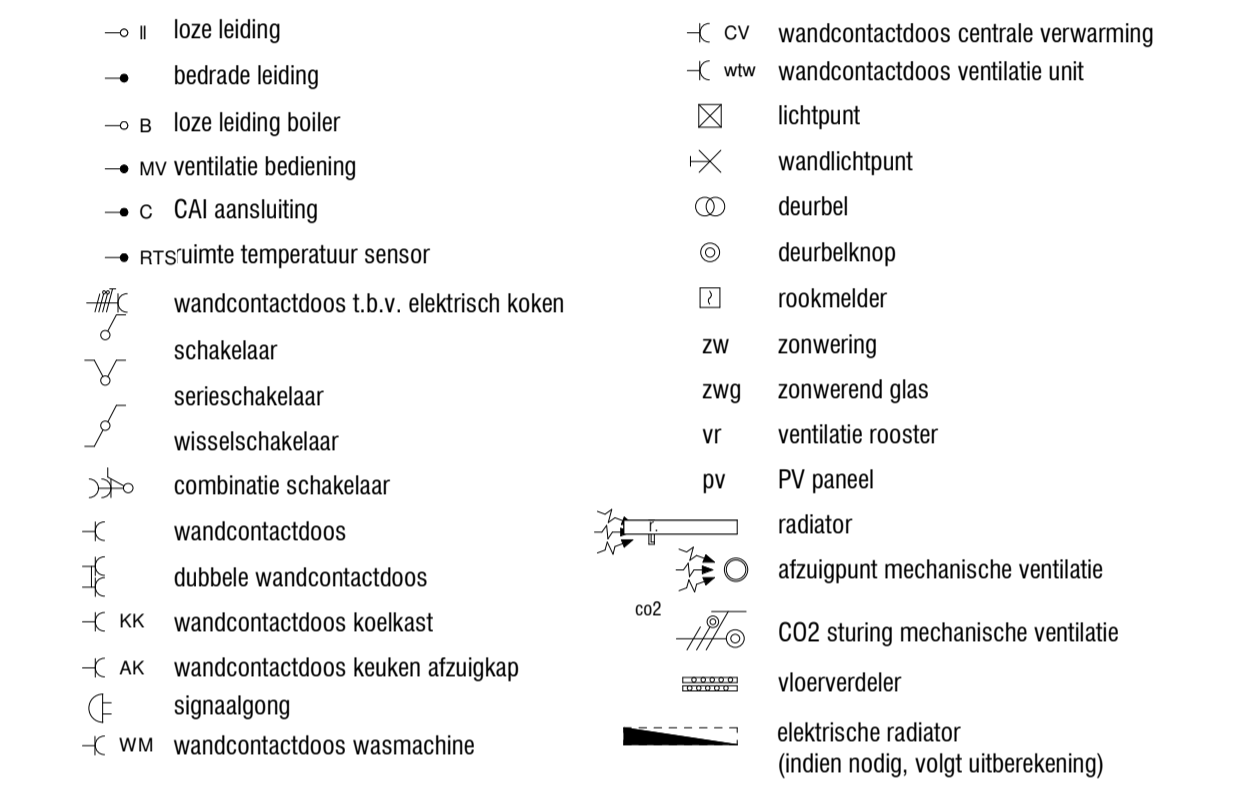 II loze leiding
bedrade leiding
B loze leiding boiler
MV ventilatie bediening
C CAI aansluiting
RTS ruimte temperatuur sensor
wandcontactdoos t.b.v. elektrisch koken
schakelaar
serieschakelaar
wisselschakelaar
combinatie schakelaar
wandcontactdoos
dubbele wandcontactdoos
KK wandcontactdoos koelkast
AK wandcontactdoos keuken afzuigkap
signaalgong
WM wandcontactdoos wasmachine
CV wandcontactdoos centrale verwarming
wtw wandcontactdoos ventilatie unit
lichtpunt
wandlichtpunt
deurbel
deurbelknop
rookmelder
zw zonwering
zwg zonwerend glas
vr ventilatie rooster
pv PV paneel
r. radiator
afzuigpunt mechanische ventilatie
co2 CO2 sturing mechanische ventilatie
vloerverdeler
elektrische radiator
(indien nodig, volgt uitberekening)